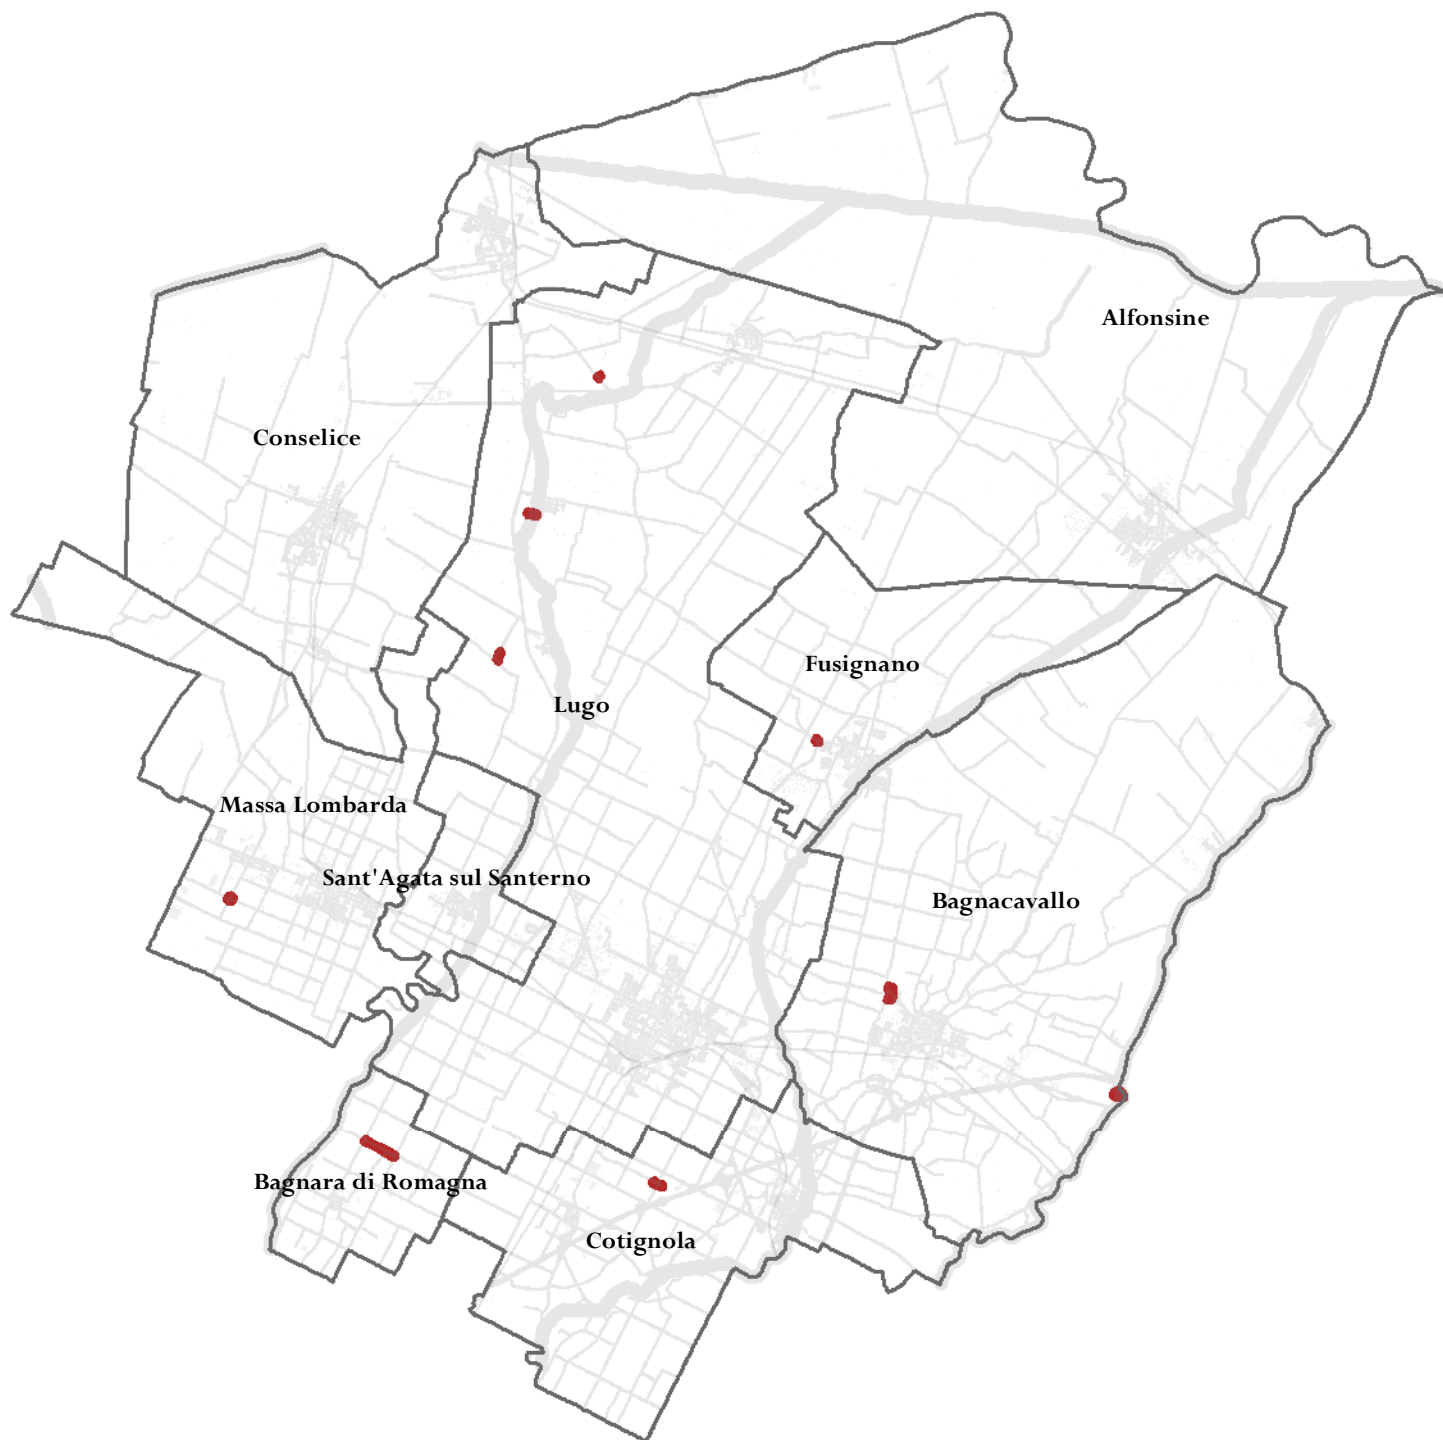 Alfonsine
Conselice
Fusignano
Lugo
Massa Lombarda
Sant'Agata sul Santerno
Bagnacavallo
Bagnara di Romagna
Cotignola